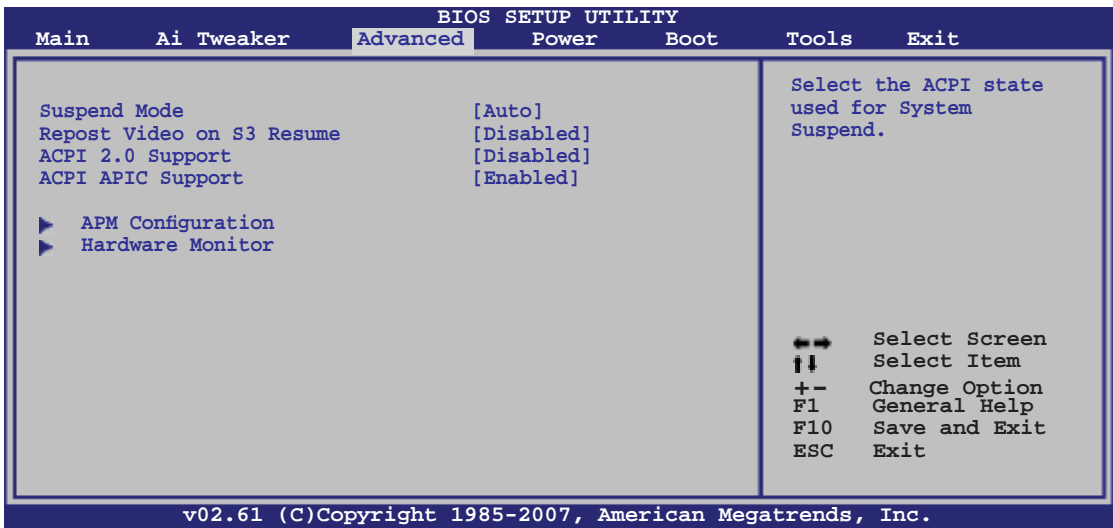 BIOS SETUP UTILITY
Main Ai Tweaker Advanced Power Boot Tools Exit
Suspend Mode [Auto]
Repost Video on S3 Resume [Disabled]
ACPI 2.0 Support [Disabled]
ACPI APIC Support [Enabled]
APM Configuration
Hardware Monitor
Select the ACPI state
used for System
Suspend.
Select Screen
Select Item
+- Change Option
F1 General Help
F10 Save and Exit
ESC Exit
v02.61 (C)Copyright 1985-2007, American Megatrends, Inc.